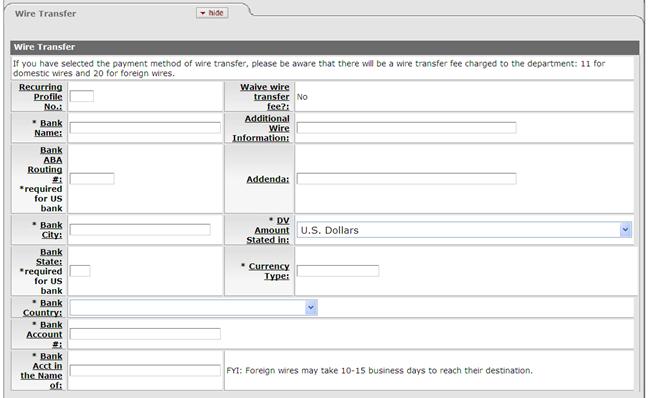 Wire Transfer
hide
Wire Transfer
If you have selected the payment method of wire transfer, please be aware that there will be a wire transfer fee charged to the department: 11 for
domestic wires and 20 for foreign wires.
Recurring
Profile
No.:
Waive wire
transfer
fee?:
No
* Bank
Name:
Additional
Wire
Information:
Bank
ABA
Routing
#:
*required
for US
bank
Addenda:
* Bank
City:
* DV
Amount
Stated in:
U.S. Dollars
Bank
State:
*required
for US
bank
* Currency
Type:
* Bank
Country:
* Bank
Account
#:
* Bank
Acct in
the Name
of:
FYI: Foreign wires may take 10-15 business days to reach their destination.